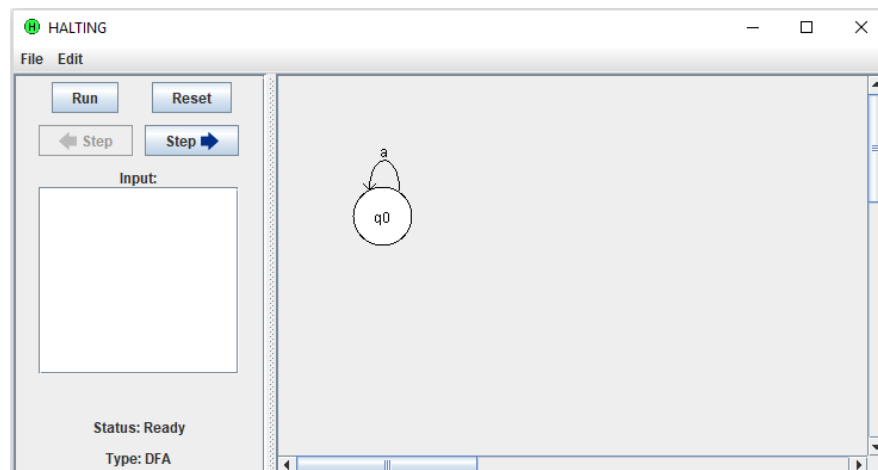 HALTING
File Edit
Run Reset
Step Step
Input:
a
q0
Status: Ready
Type: DFA